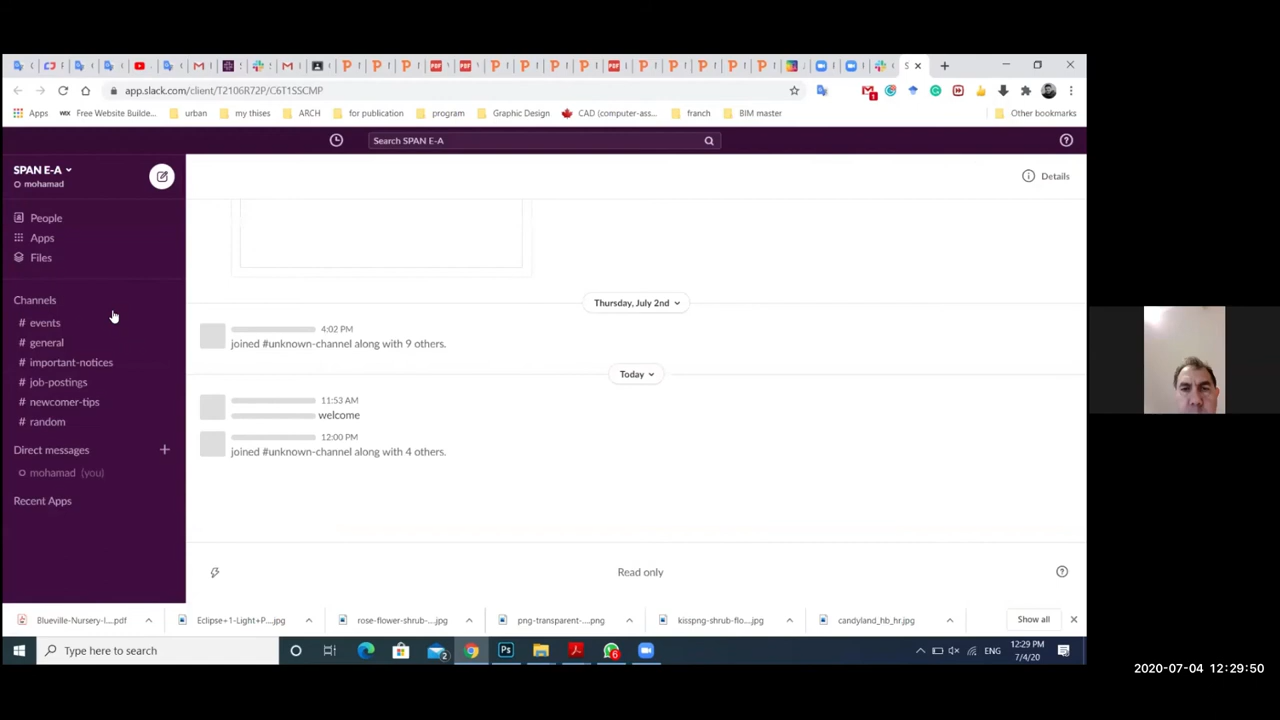 app.slack.com/client/T2106R72P/C6T1SSCMP
Apps
Free Website Builde...
urban
my thises
ARCH
for publication
program
Graphic Design
CAD (computer-ass...
franch
BIM master
Other bookmarks
Search SPAN E-A
SPAN E-A
mohamad
Details
People
Apps
Files
Channels
# events
# general
# important-notices
# job-postings
# newcomer-tips
# random
Direct messages
mohamad (you)
Recent Apps
Thursday, July 2nd
4:02 PM
joined #unknown-channel along with 9 others.
Today
11:53 AM
welcome
12:00 PM
joined #unknown-channel along with 4 others.
Read only
Blueville-Nursery-I....pdf
Eclipse+1-Light+P....jpg
rose-flower-shrub-...jpg
png-transparent-....png
kisspng-shrub-flo....jpg
candyland_hb_hr.jpg
Show all
Type here to search
ENG
12:29 PM
7/4/20
2020-07-04 12:29:50